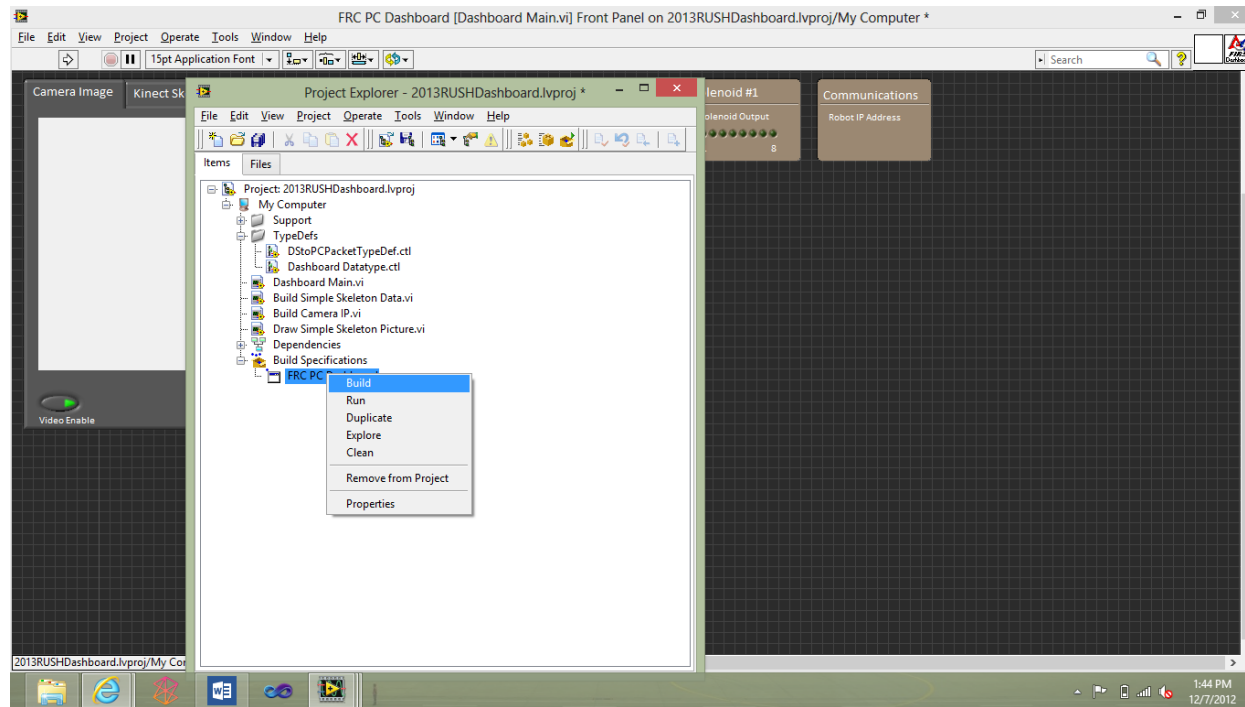 FRC PC Dashboard [Dashboard Main.vi] Front Panel on 2013RUSHDashboard.lvproj/My Computer *
File Edit View Project Operate Tools Window Help
15pt Application Font
Search
Camera Image
Kinect Sk
Video Enable
Project Explorer - 2013RUSHDashboard.lvproj *
File Edit View Project Operate Tools Window Help
Items Files
Project: 2013RUSHDashboard.lvproj
My Computer
Support
TypeDefs
DStoPCPacketTypeDef.ctl
Dashboard Datatype.ctl
Dashboard Main.vi
Build Simple Skeleton Data.vi
Build Camera IP.vi
Draw Simple Skeleton Picture.vi
Dependencies
Build Specifications
FRC PC
Build
Run
Duplicate
Explore
Clean
Remove from Project
Properties
lenoid #1
olenoid Output
8
Communications
Robot IP Address
2013RUSHDashboard.lvproj/My Co
1:44 PM
12/7/2012